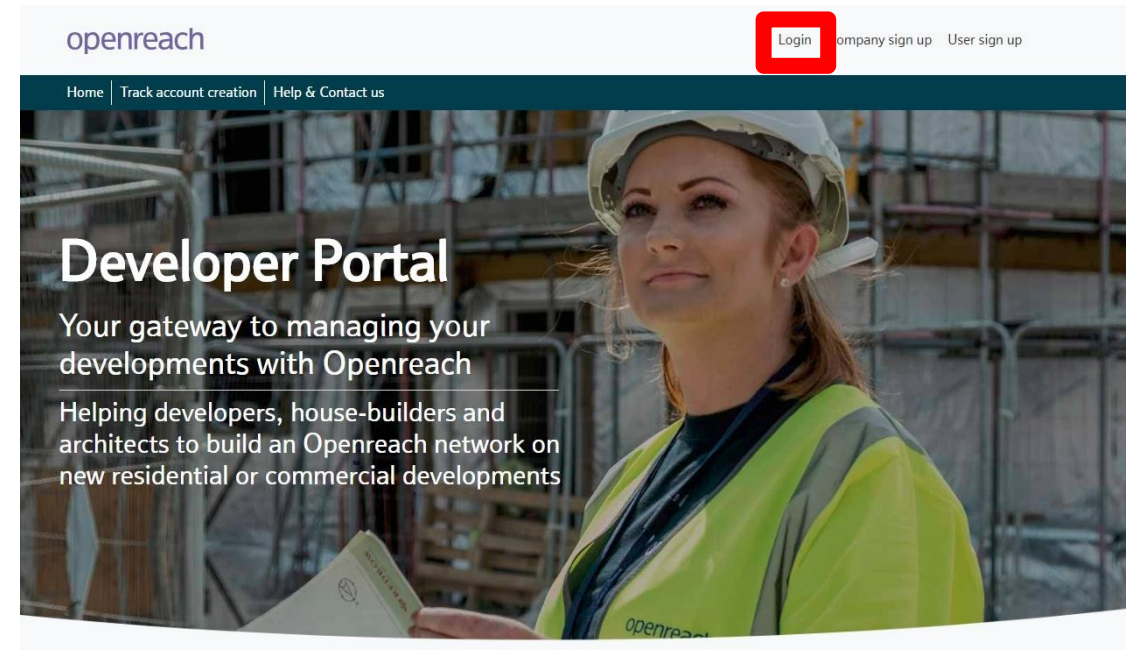 openreach
Login ompany sign up User sign up
Home Track account creation Help & Contact us
Developer Portal
Your gateway to managing your
developments with Openreach
Helping developers, house-builders and
architects to build an Openreach network on
new residential or commercial developments
openreach